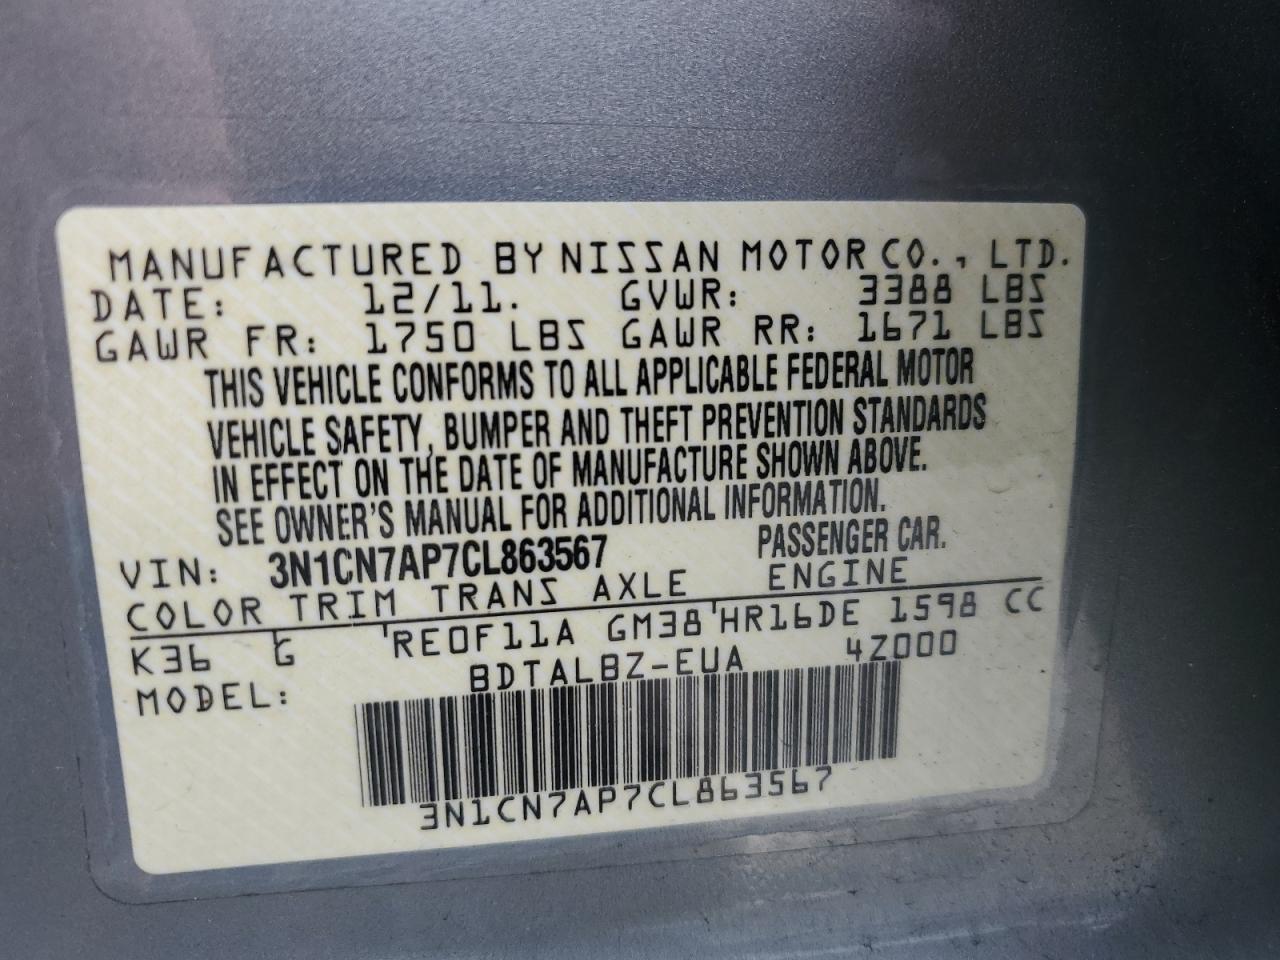 MANUFACTURED BY NISSAN MOTOR CO., LTD.
DATE: 12/11. GVWR: 3388 LBS
GAWR FR: 1750 LBS GAWR RR: 1671 LBS
THIS VEHICLE CONFORMS TO ALL APPLICABLE FEDERAL MOTOR
VEHICLE SAFETY, BUMPER AND THEFT PREVENTION STANDARDS
IN EFFECT ON THE DATE OF MANUFACTURE SHOWN ABOVE.
SEE OWNER'S MANUAL FOR ADDITIONAL INFORMATION.
VIN: 3N1CN7AP7CL863567 PASSENGER CAR.
COLOR TRIM TRANS AXLE ENGINE
K36 G RE0F11A GM38 HR16DE 1598 CC
MODEL: BDTALBZ-EUA 4Z000
3N1CN7AP7CL863567